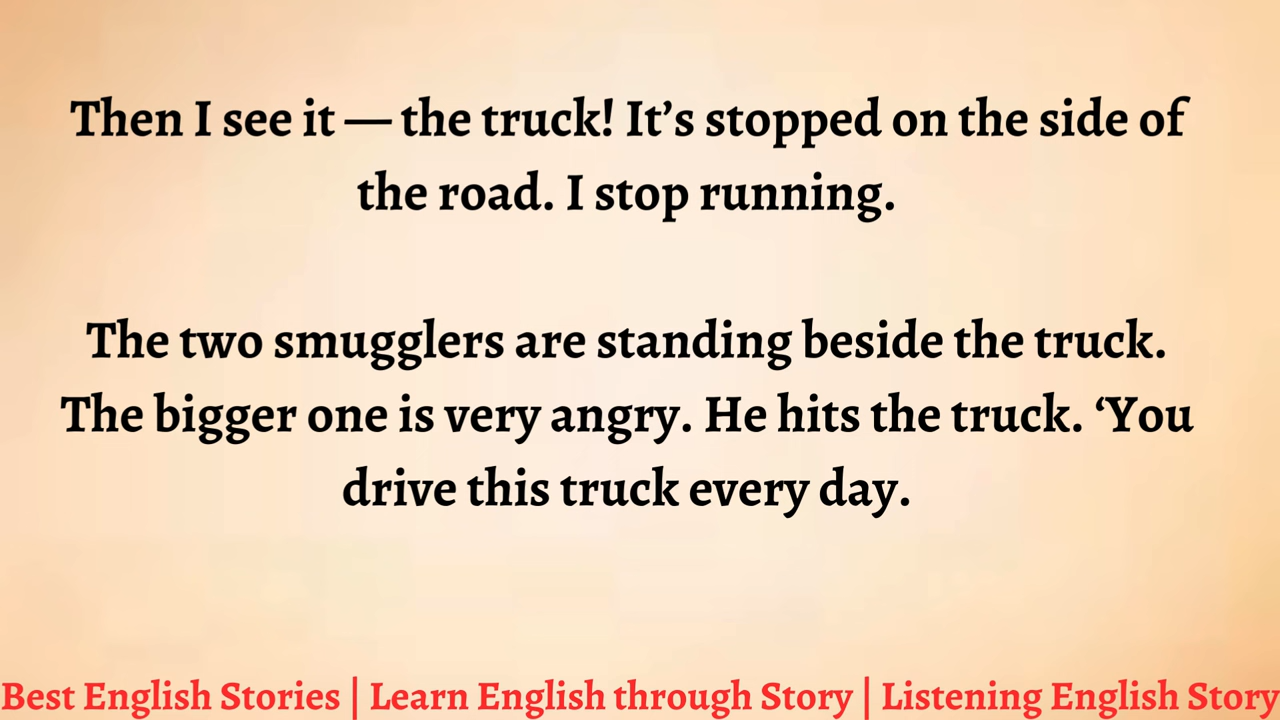 Then I see it — the truck! It’s stopped on the side of
the road. I stop running.
The two smugglers are standing beside the truck.
The bigger one is very angry. He hits the truck. ‘You
drive this truck every day.
Best English Stories | Learn English through Story | Listening English Story